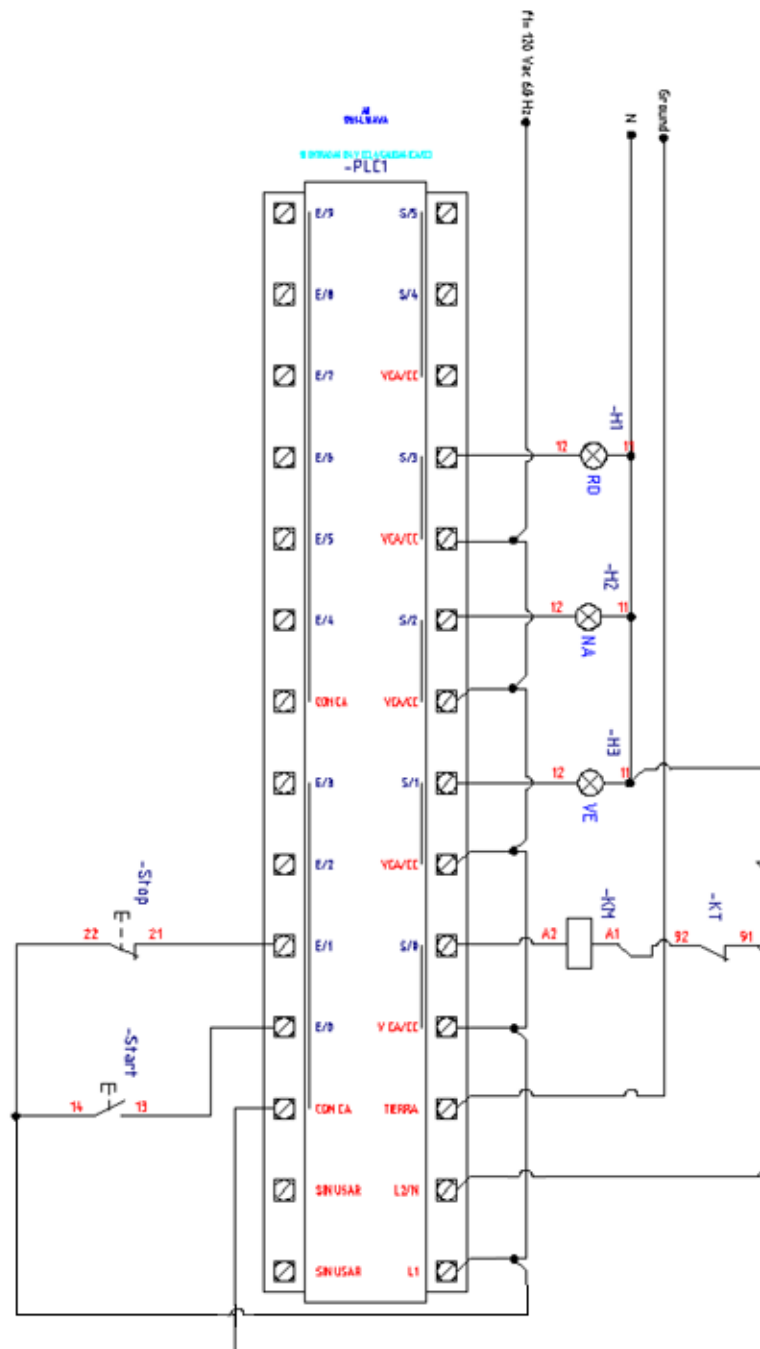 f1= 120 Vac 60 Hz
N
Ground
-PLC1
E/9 S/5
E/8 S/4
E/7 VCA/CC
E/6 S/3
E/5 VCA/CC
E/4 S/2
COM CA VCA/CC
E/3 S/1
E/2 VCA/CC
E/1 S/0
E/0 VCA/CC
COM CA TIERRA
SIN USAR L2/N
SIN USAR L1
-H1
12 11
RO
-H2
12 11
NA
-H3
12 11
VE
-KM
A2 A1
-KT
92 91
-Stop
22 21
-Start
14 13